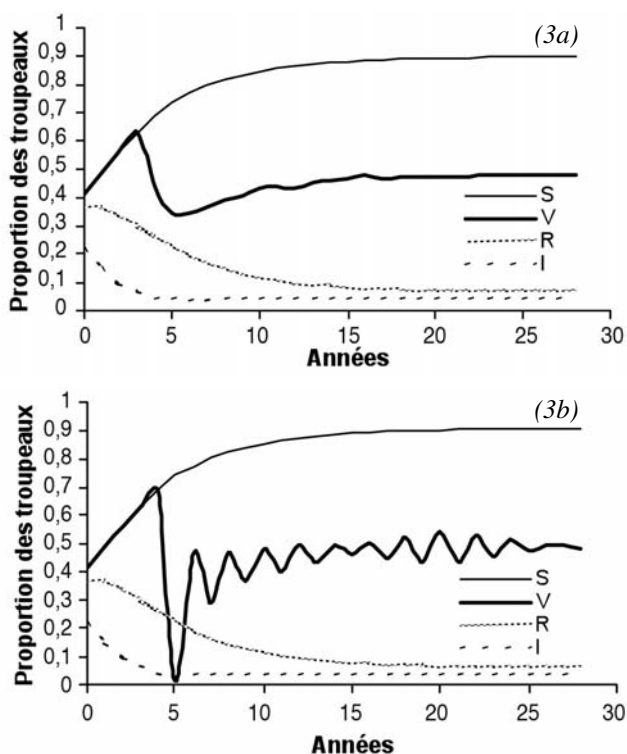 (3a)
Proportion des troupeaux
1
0,9
0,8
0,7
0,6
0,5
0,4
0,3
0,2
0,1
0
S
V
R
I
0 5 10 15 20 25 30
Années
(3b)
Proportion des troupeaux
1
0,9
0,8
0,7
0,6
0,5
0,4
0,3
0,2
0,1
0
S
V
R
I
0 5 10 15 20 25 30
Années